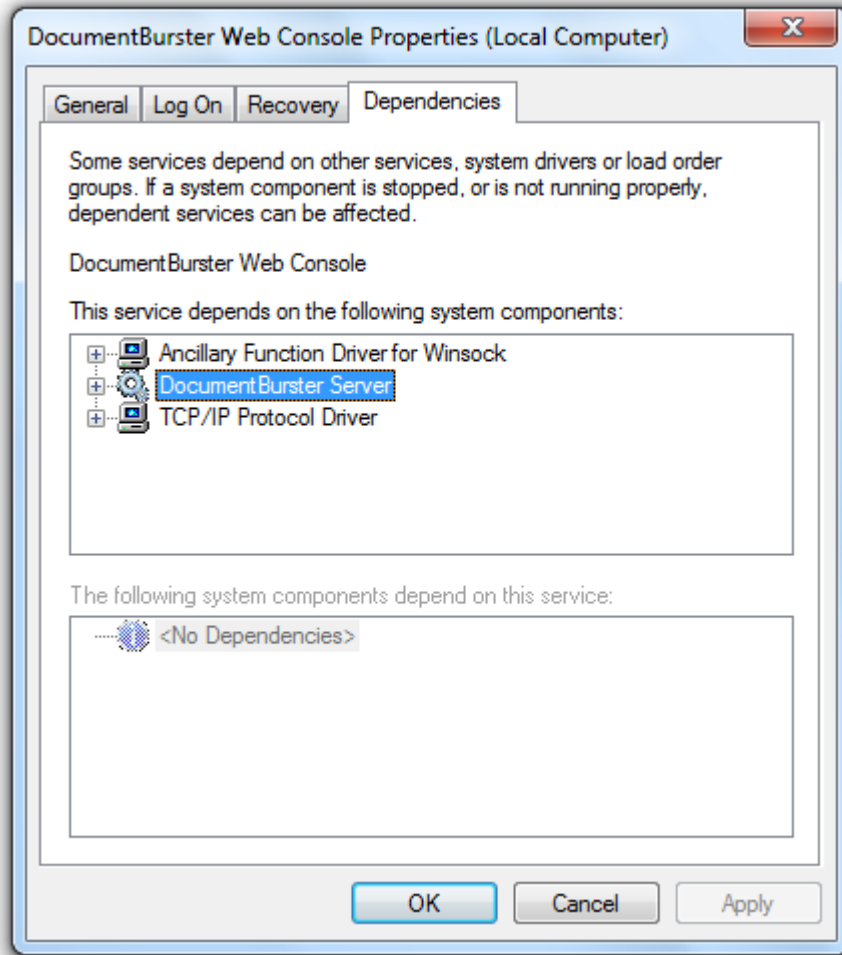 DocumentBurster Web Console Properties (Local Computer)
General Log On Recovery Dependencies
Some services depend on other services, system drivers or load order
groups. If a system component is stopped, or is not running properly,
dependent services can be affected.
DocumentBurster Web Console
This service depends on the following system components:
Ancillary Function Driver for Winsock
DocumentBurster Server
TCP/IP Protocol Driver
The following system components depend on this service:
<No Dependencies>
OK Cancel Apply